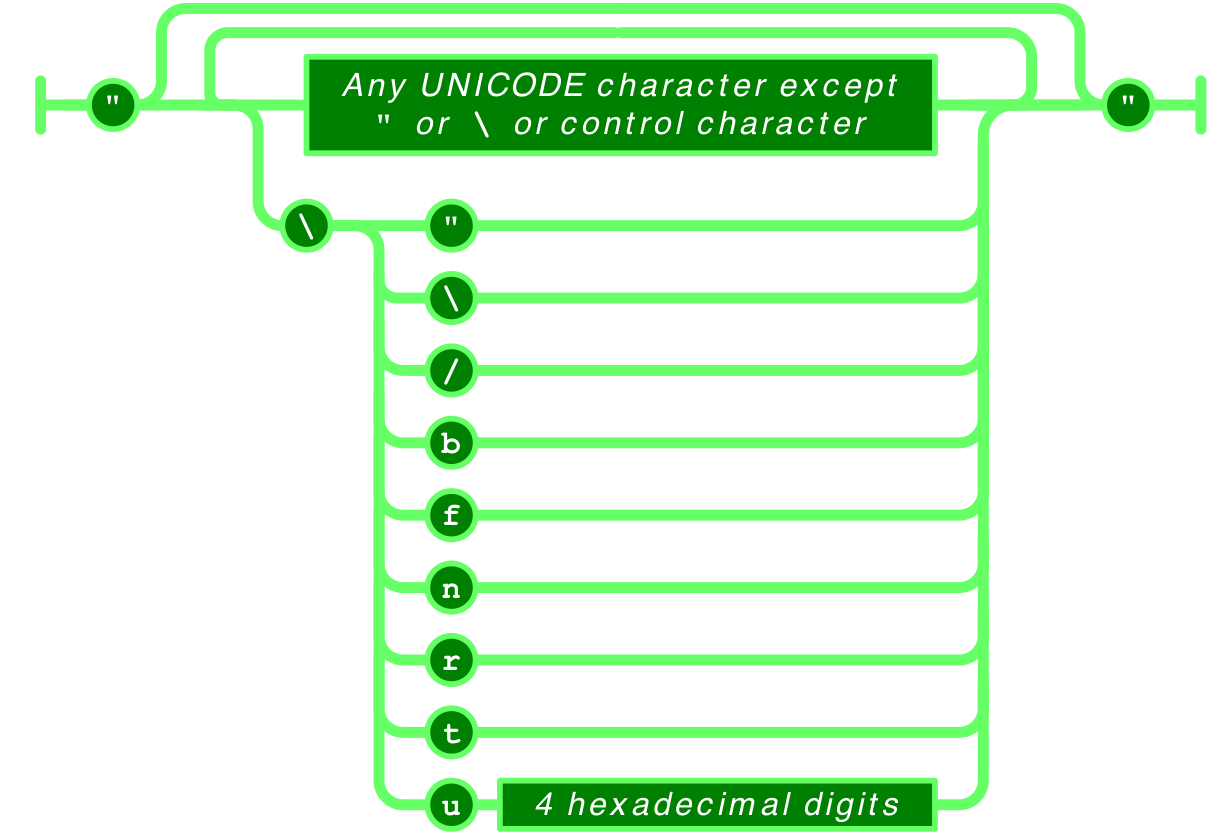 " Any UNICODE character except "
" or \ or control character
\ "
\
/
b
f
n
r
t
u 4 hexadecimal digits